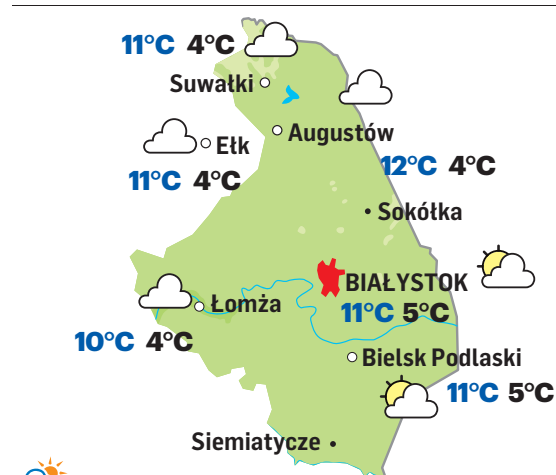 11°C 4°C
Suwałki
Augustów
Ełk
11°C 4°C
12°C 4°C
Sokółka
BIAŁYSTOK
11°C 5°C
Łomża
10°C 4°C
Bielsk Podlaski
11°C 5°C
Siemiatycze